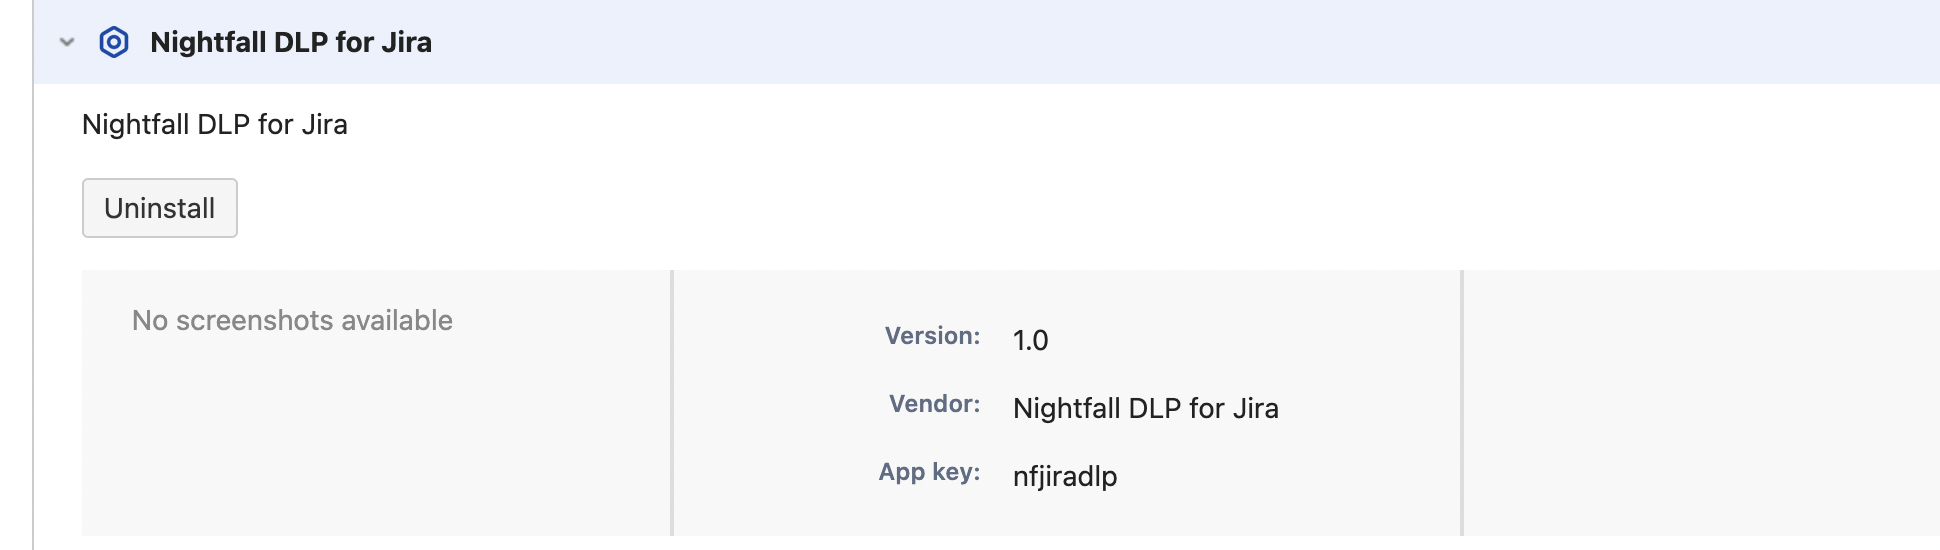 Nightfall DLP for Jira
Nightfall DLP for Jira
Uninstall
No screenshots available
Version: 1.0
Vendor: Nightfall DLP for Jira
App key: nfjiradlp